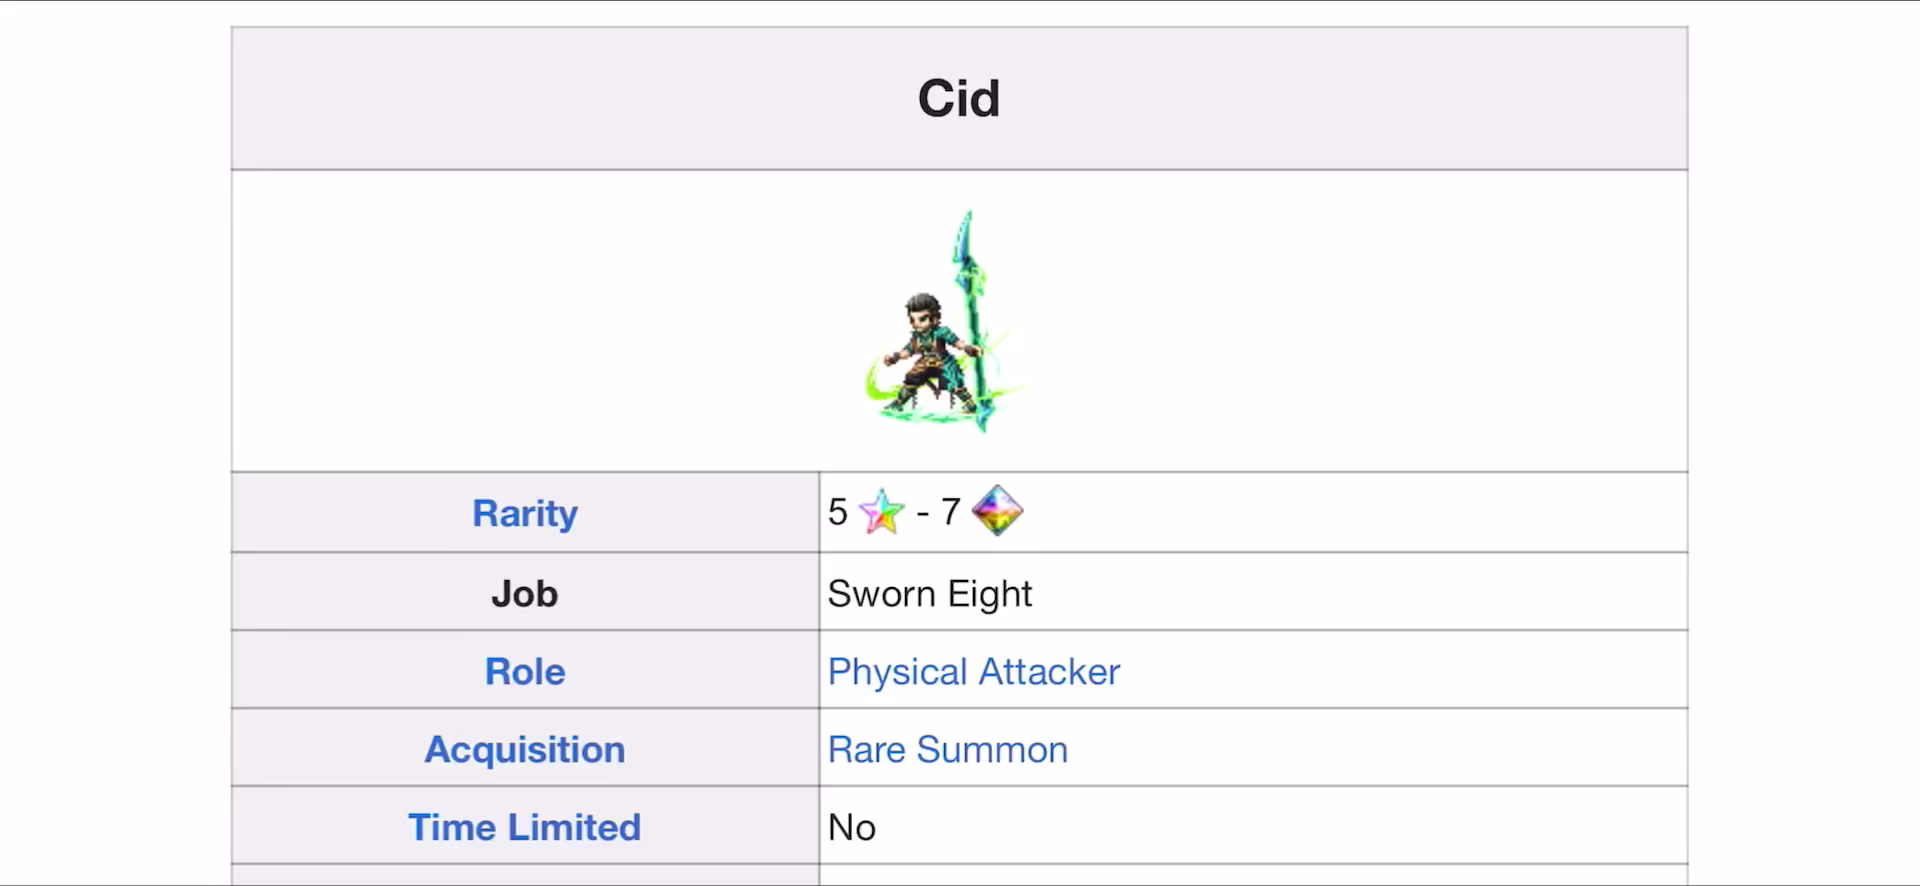 Cid
Rarity 5 - 7
Job Sworn Eight
Role Physical Attacker
Acquisition Rare Summon
Time Limited No